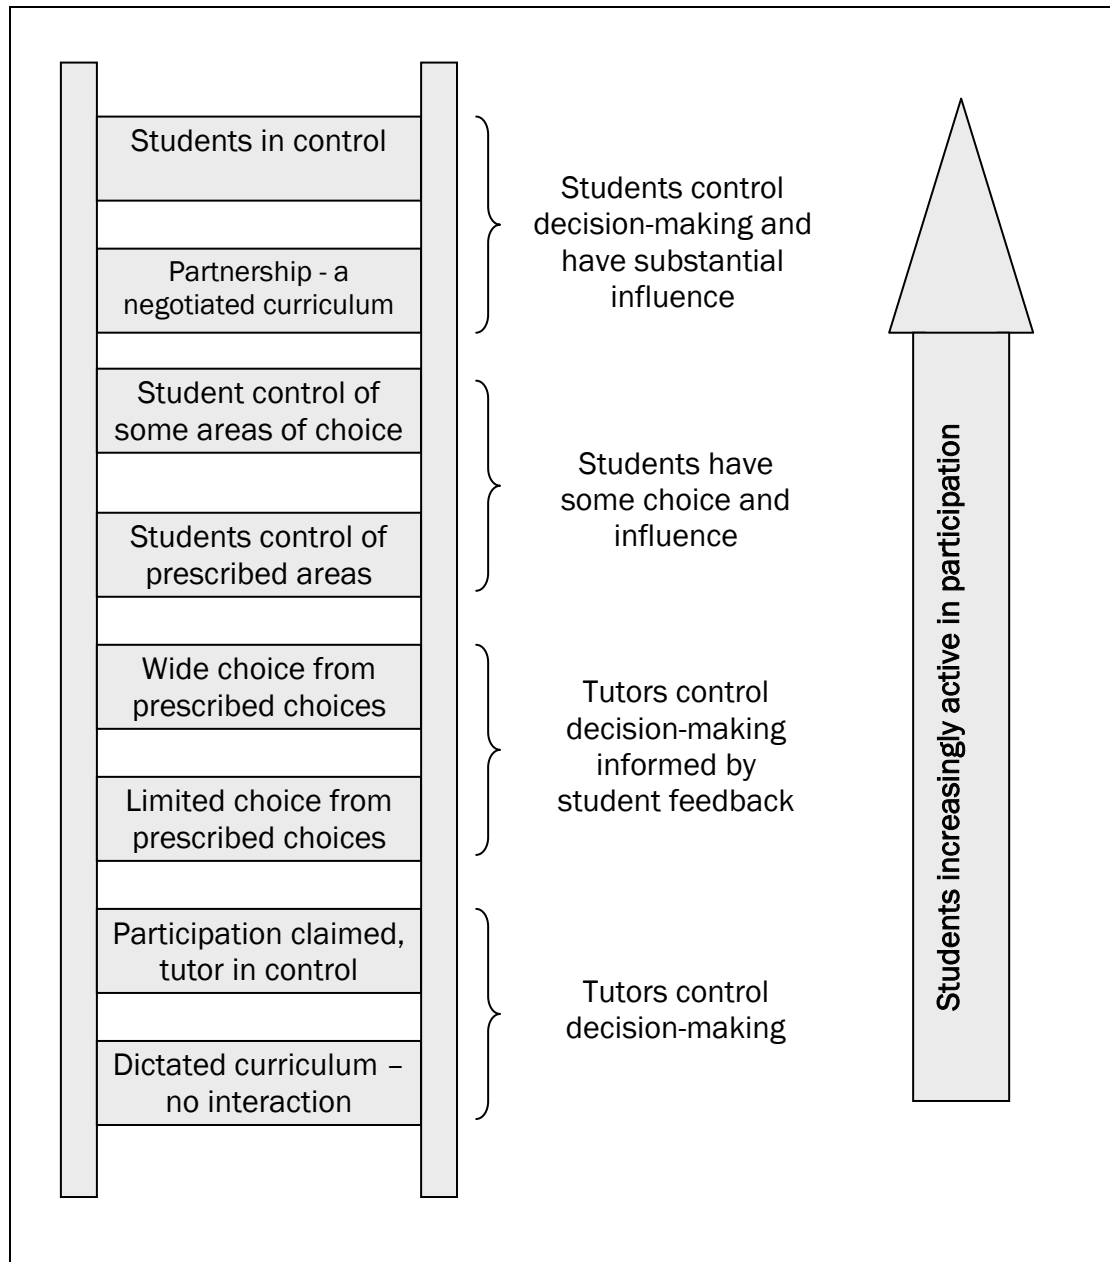 Students in control
Partnership - a
negotiated curriculum
Students control
decision-making and
have substantial
influence
Student control of
some areas of choice
Students control of
prescribed areas
Students have
some choice and
influence
Wide choice from
prescribed choices
Limited choice from
prescribed choices
Tutors control
decision-making
informed by
student feedback
Participation claimed,
tutor in control
Dictated curriculum –
no interaction
Tutors control
decision-making
Students increasingly active in participation